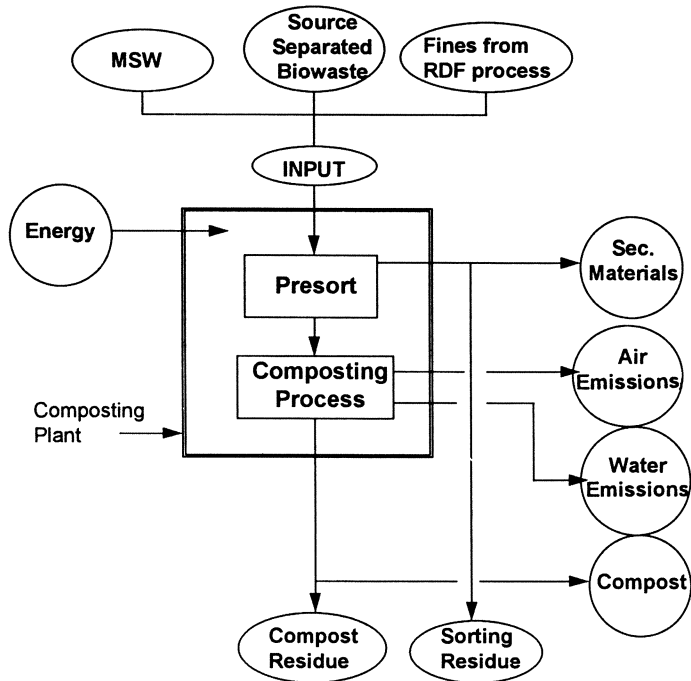 MSW
Source
Separated
Biowaste
Fines from
RDF process
INPUT
Energy
Presort
Sec.
Materials
Composting
Process
Air
Emissions
Composting
Plant
Water
Emissions
Compost
Compost
Residue
Sorting
Residue